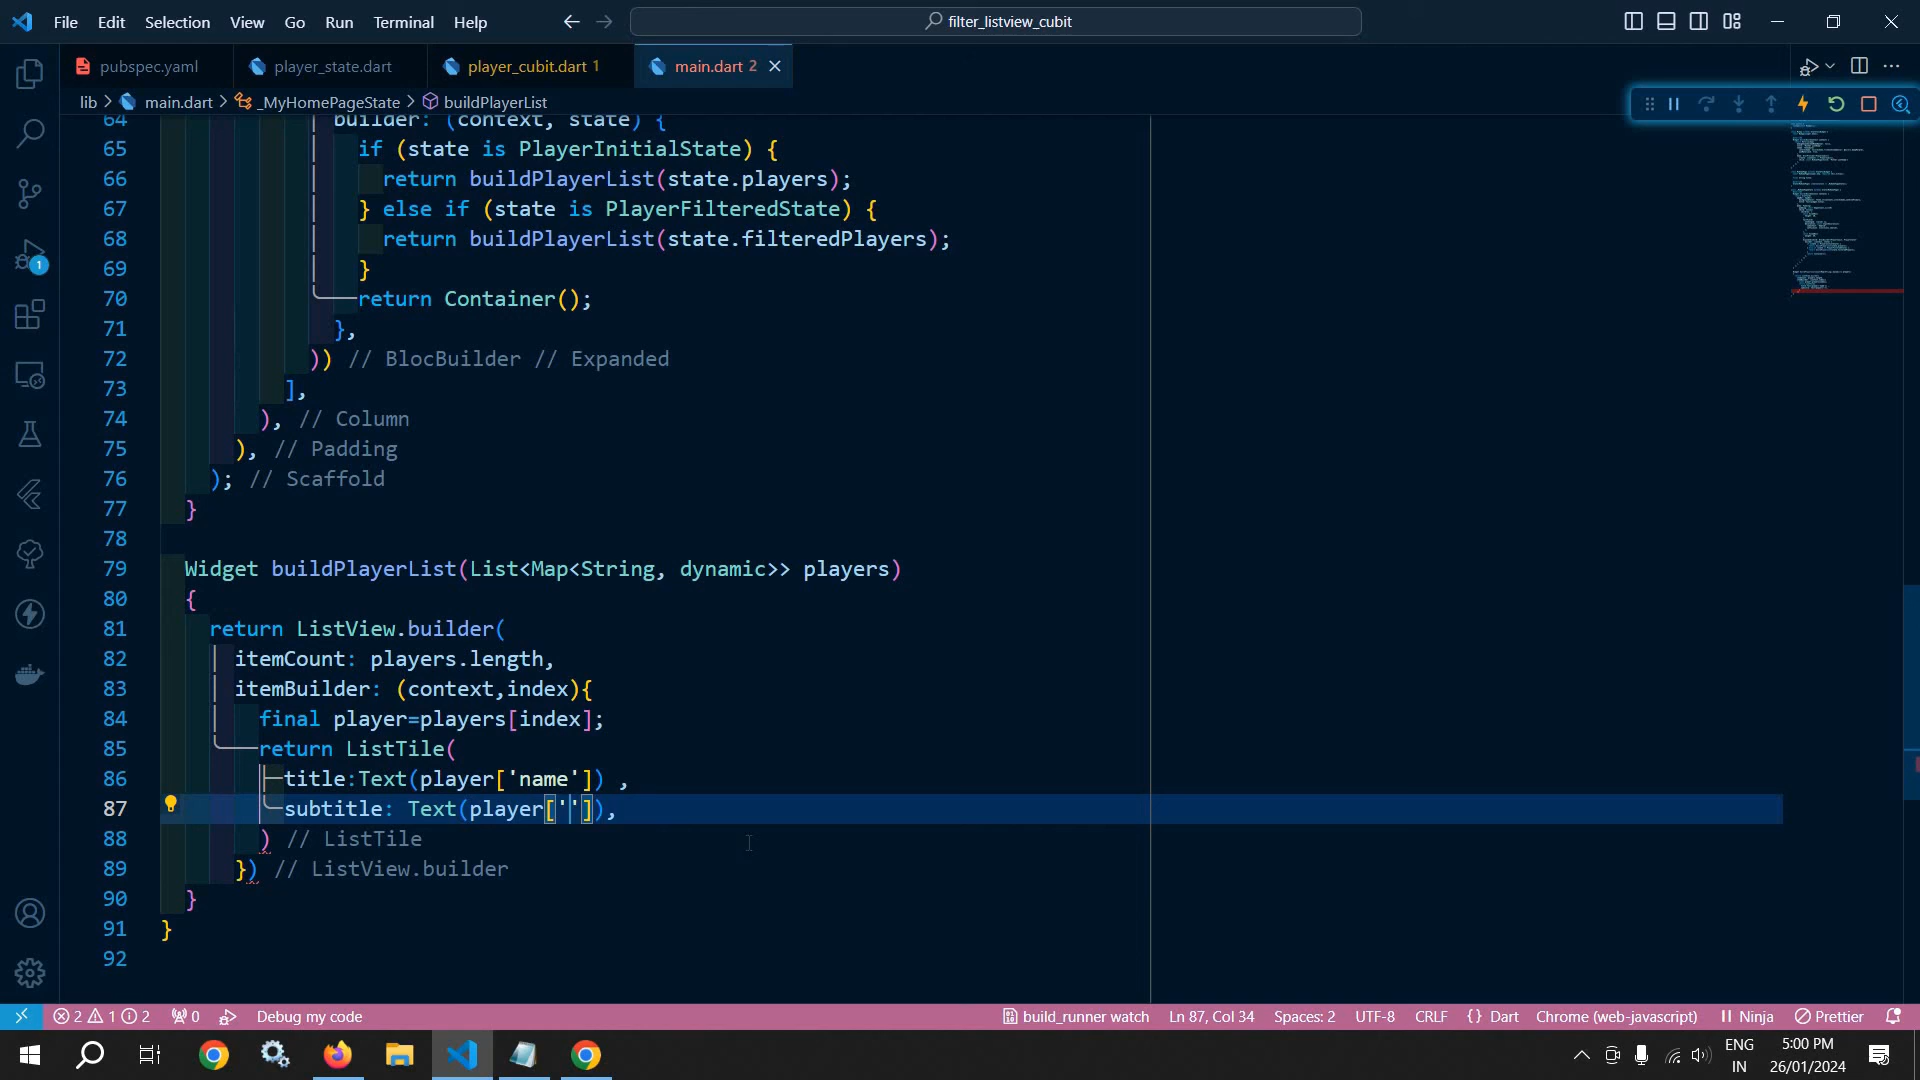 File Edit Selection View Go Run Terminal Help filter_listview_cubit
pubspec.yaml player_state.dart player_cubit.dart 1 main.dart 2
lib main.dart _MyHomePageState buildPlayerList
64 builder: (context, state) {
65 if (state is PlayerInitialState) {
66 return buildPlayerList(state.players);
67 } else if (state is PlayerFilteredState) {
68 return buildPlayerList(state.filteredPlayers);
69 }
70 return Container();
71 },
72 )) // BlocBuilder // Expanded
73 ],
74 ), // Column
75 ), // Padding
76 ); // Scaffold
77 }
78
79 Widget buildPlayerList(List<Map<String, dynamic>> players)
80 {
81 return ListView.builder(
82 itemCount: players.length,
83 itemBuilder: (context,index){
84 final player=players[index];
85 return ListTile(
86 title:Text(player['name']) ,
87 subtitle: Text(player['']),
88 ) // ListTile
89 }) // ListView.builder
90 }
91 }
92
1
2 1 2 0 Debug my code build_runner watch Ln 87, Col 34 Spaces: 2 UTF-8 CRLF {} Dart Chrome (web-javascript) Ninja Prettier
ENG 5:00 PM
IN 26/01/2024